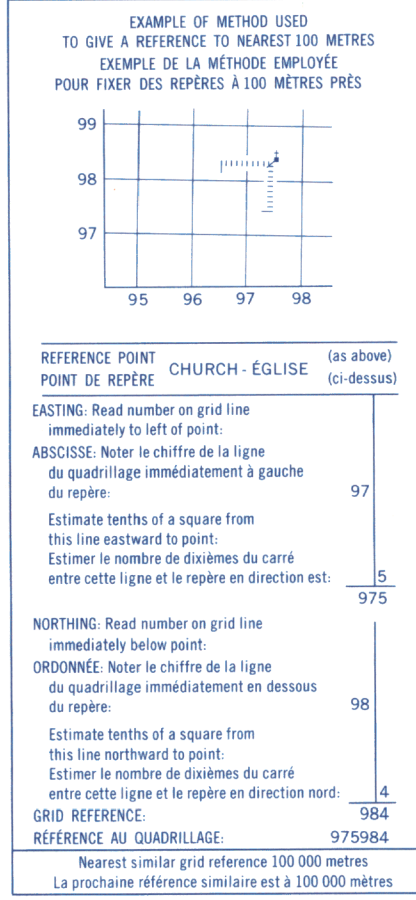 EXAMPLE OF METHOD USED
TO GIVE A REFERENCE TO NEAREST 100 METRES
EXEMPLE DE LA MÉTHODE EMPLOYÉE
POUR FIXER DES REPÈRES À 100 MÈTRES PRÈS
99
98
97
95 96 97 98
REFERENCE POINT
POINT DE REPÈRE
CHURCH - ÉGLISE
(as above)
(ci-dessus)
EASTING: Read number on grid line
immediately to left of point:
ABSCISSE: Noter le chiffre de la ligne
du quadrillage immédiatement à gauche
du repère: 97
Estimate tenths of a square from
this line eastward to point:
Estimer le nombre de dixièmes du carré
entre cette ligne et le repère en direction est: 5
975
NORTHING: Read number on grid line
immediately below point:
ORDONNÉE: Noter le chiffre de la ligne
du quadrillage immédiatement en dessous
du repère: 98
Estimate tenths of a square from
this line northward to point:
Estimer le nombre de dixièmes du carré
entre cette ligne et le repère en direction nord: 4
GRID REFERENCE: 984
RÉFÉRENCE AU QUADRILLAGE: 975984
Nearest similar grid reference 100 000 metres
La prochaine référence similaire est à 100 000 mètres